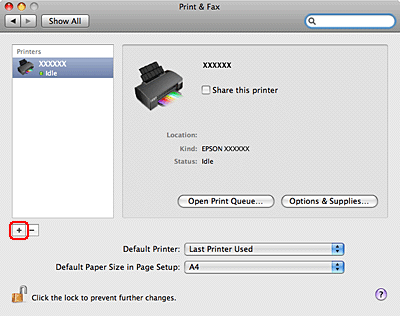 Print & Fax
Show All
Printers
XXXXXX
Idle
XXXXXX
Share this printer
Location:
Kind: EPSON XXXXXX
Status: Idle
Open Print Queue... Options & Supplies...
+ −
Default Printer: Last Printer Used
Default Paper Size in Page Setup: A4
Click the lock to prevent further changes. ?